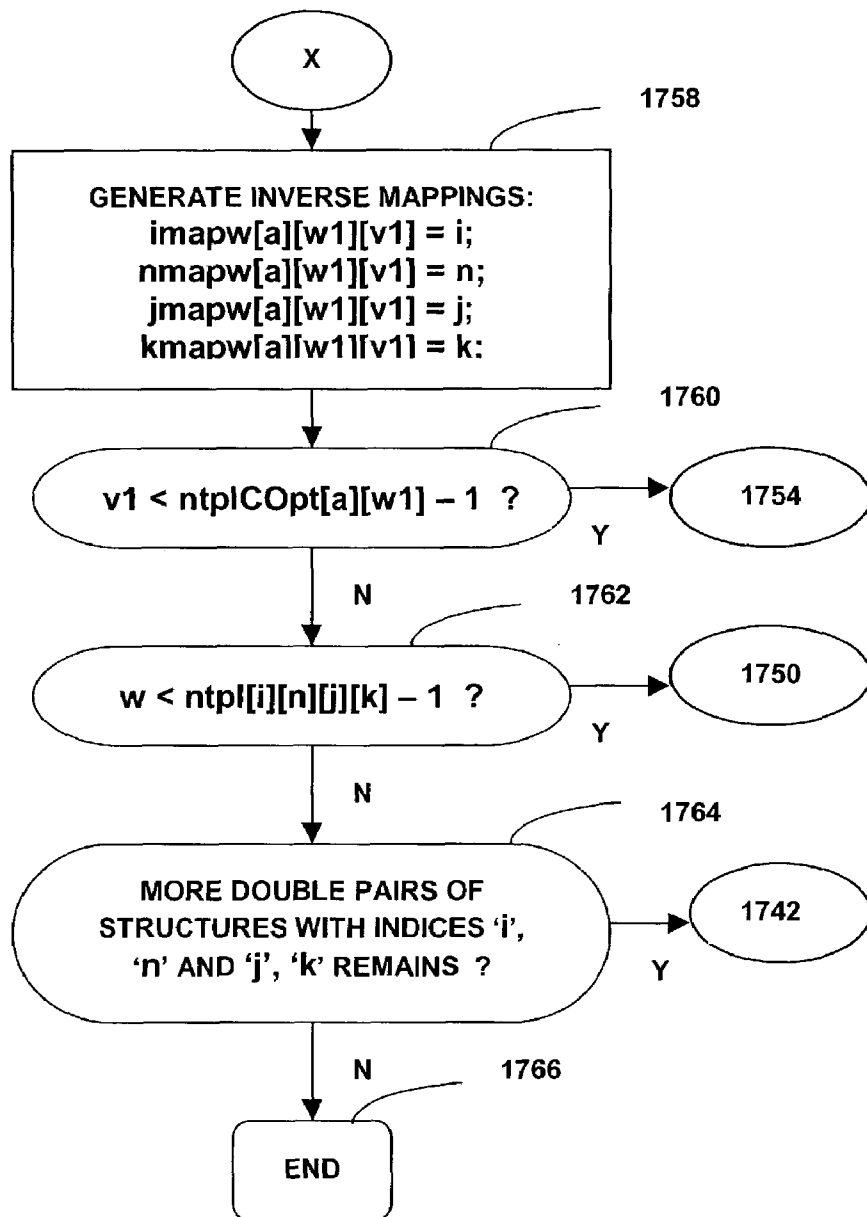 X
1758
GENERATE INVERSE MAPPINGS:
imapw[a][w1][v1] = i;
nmapw[a][w1][v1] = n;
jmapw[a][w1][v1] = j;
kmapw[a][w1][v1] = k;
1760
v1 < ntplCOpt[a][w1] – 1 ?
1754
Y
N
1762
w < ntpl[i][n][j][k] – 1 ?
1750
Y
N
1764
MORE DOUBLE PAIRS OF
STRUCTURES WITH INDICES ‘i’,
‘n’ AND ‘j’, ‘k’ REMAINS ?
1742
Y
N
1766
END